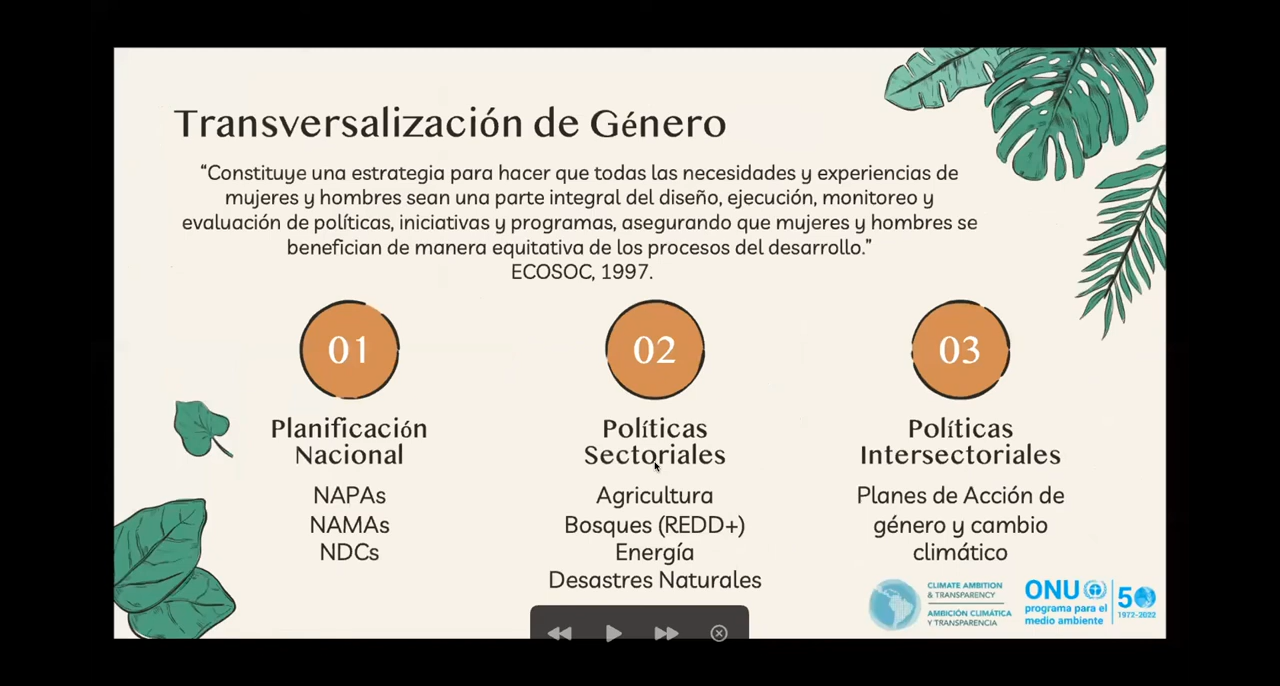 Transversalización de Género
“Constituye una estrategia para hacer que todas las necesidades y experiencias de
mujeres y hombres sean una parte integral del diseño, ejecución, monitoreo y
evaluación de políticas, iniciativas y programas, asegurando que mujeres y hombres se
benefician de manera equitativa de los procesos del desarrollo.”
ECOSOC, 1997.
01
Planificación
Nacional
NAPAs
NAMAs
NDCs
02
Políticas
Sectoriales
Agricultura
Bosques (REDD+)
Energía
Desastres Naturales
03
Políticas
Intersectoriales
Planes de Acción de
género y cambio
climático
CLIMATE AMBITION
& TRANSPARENCY
AMBICIÓN CLIMÁTICA
Y TRANSPARENCIA
ONU
programa para el
medio ambiente
50
1972-2022